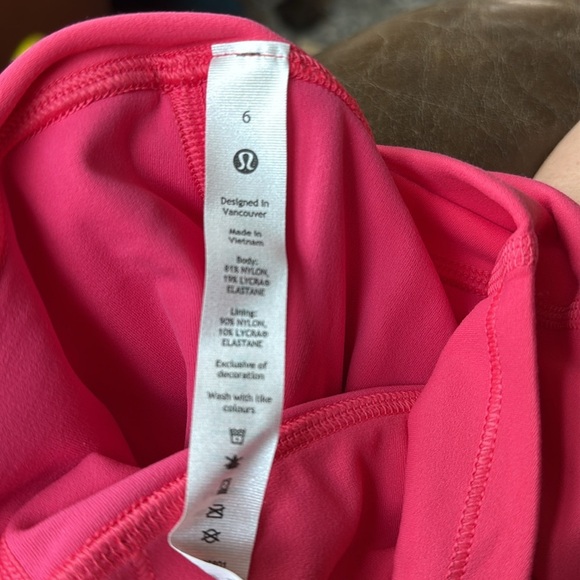 6
Designed in
Vancouver
Made in
Vietnam
Body:
81% NYLON,
19% LYCRA®
ELASTANE
Lining:
90% NYLON,
10% LYCRA®
ELASTANE
Exclusive of
decoration
Wash with like
colours